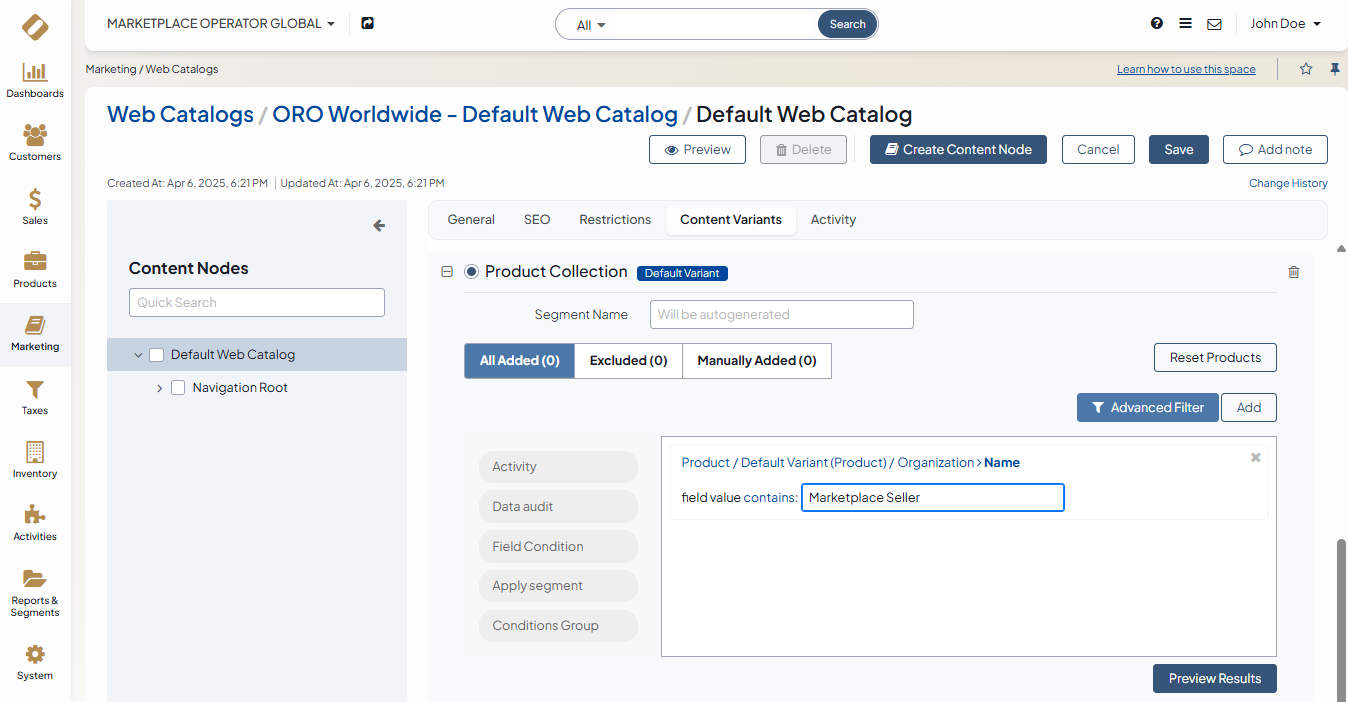 MARKETPLACE OPERATOR GLOBAL
All
Search
John Doe
Dashboards
Customers
Sales
Products
Marketing
Taxes
Inventory
Activities
Reports &
Segments
System
Marketing / Web Catalogs
Learn how to use this space
Web Catalogs / ORO Worldwide - Default Web Catalog / Default Web Catalog
Preview
Delete
Create Content Node
Cancel
Save
Add note
Created At: Apr 6, 2025, 6:21 PM | Updated At: Apr 6, 2025, 6:21 PM
Change History
Content Nodes
Quick Search
Default Web Catalog
Navigation Root
General
SEO
Restrictions
Content Variants
Activity
Product Collection Default Variant
Segment Name Will be autogenerated
All Added (0)
Excluded (0)
Manually Added (0)
Reset Products
Advanced Filter
Add
Activity
Data audit
Field Condition
Apply segment
Conditions Group
Product / Default Variant (Product) / Organization > Name
field value contains: Marketplace Seller
Preview Results